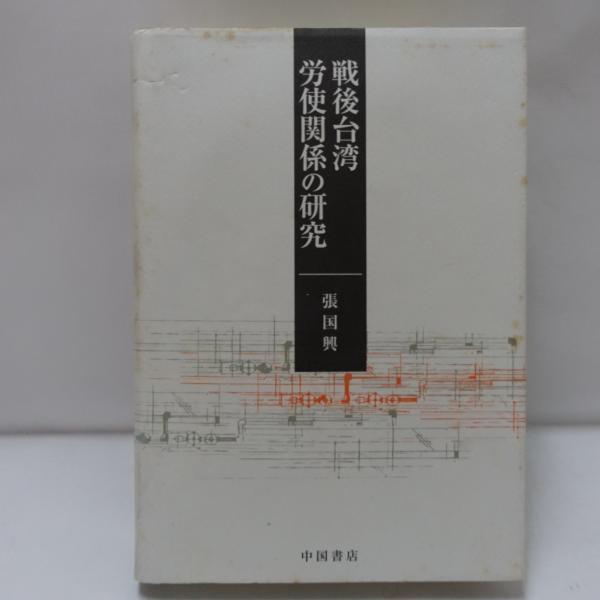 戦後台湾
労使関係の研究
張国興
中国書店